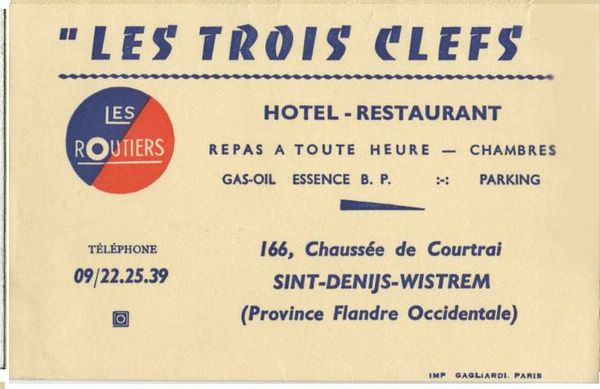 "LES TROIS CLEFS
LES
ROUTIERS
HOTEL - RESTAURANT
REPAS A TOUTE HEURE — CHAMBRES
GAS-OIL ESSENCE B. P. :-: PARKING
TÉLÉPHONE
09/22.25.39
166, Chaussée de Courtrai
SINT-DENIJS-WISTREM
(Province Flandre Occidentale)
IMP GAGLIARDI. PARIS